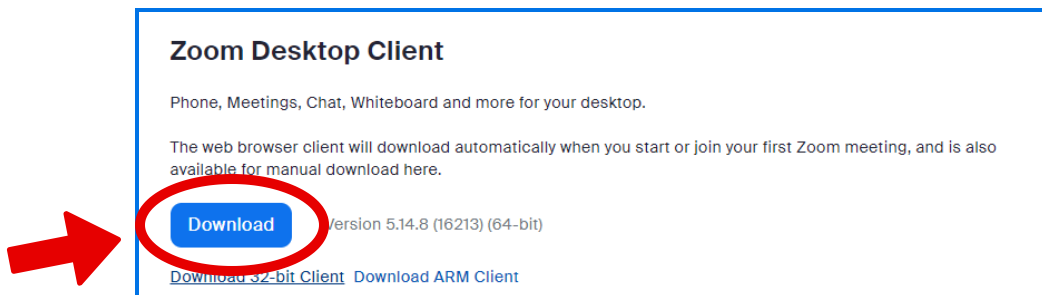 Zoom Desktop Client
Phone, Meetings, Chat, Whiteboard and more for your desktop.
The web browser client will download automatically when you start or join your first Zoom meeting, and is also
available for manual download here.
Download Version 5.14.8 (16213) (64-bit)
Download 32-bit Client Download ARM Client